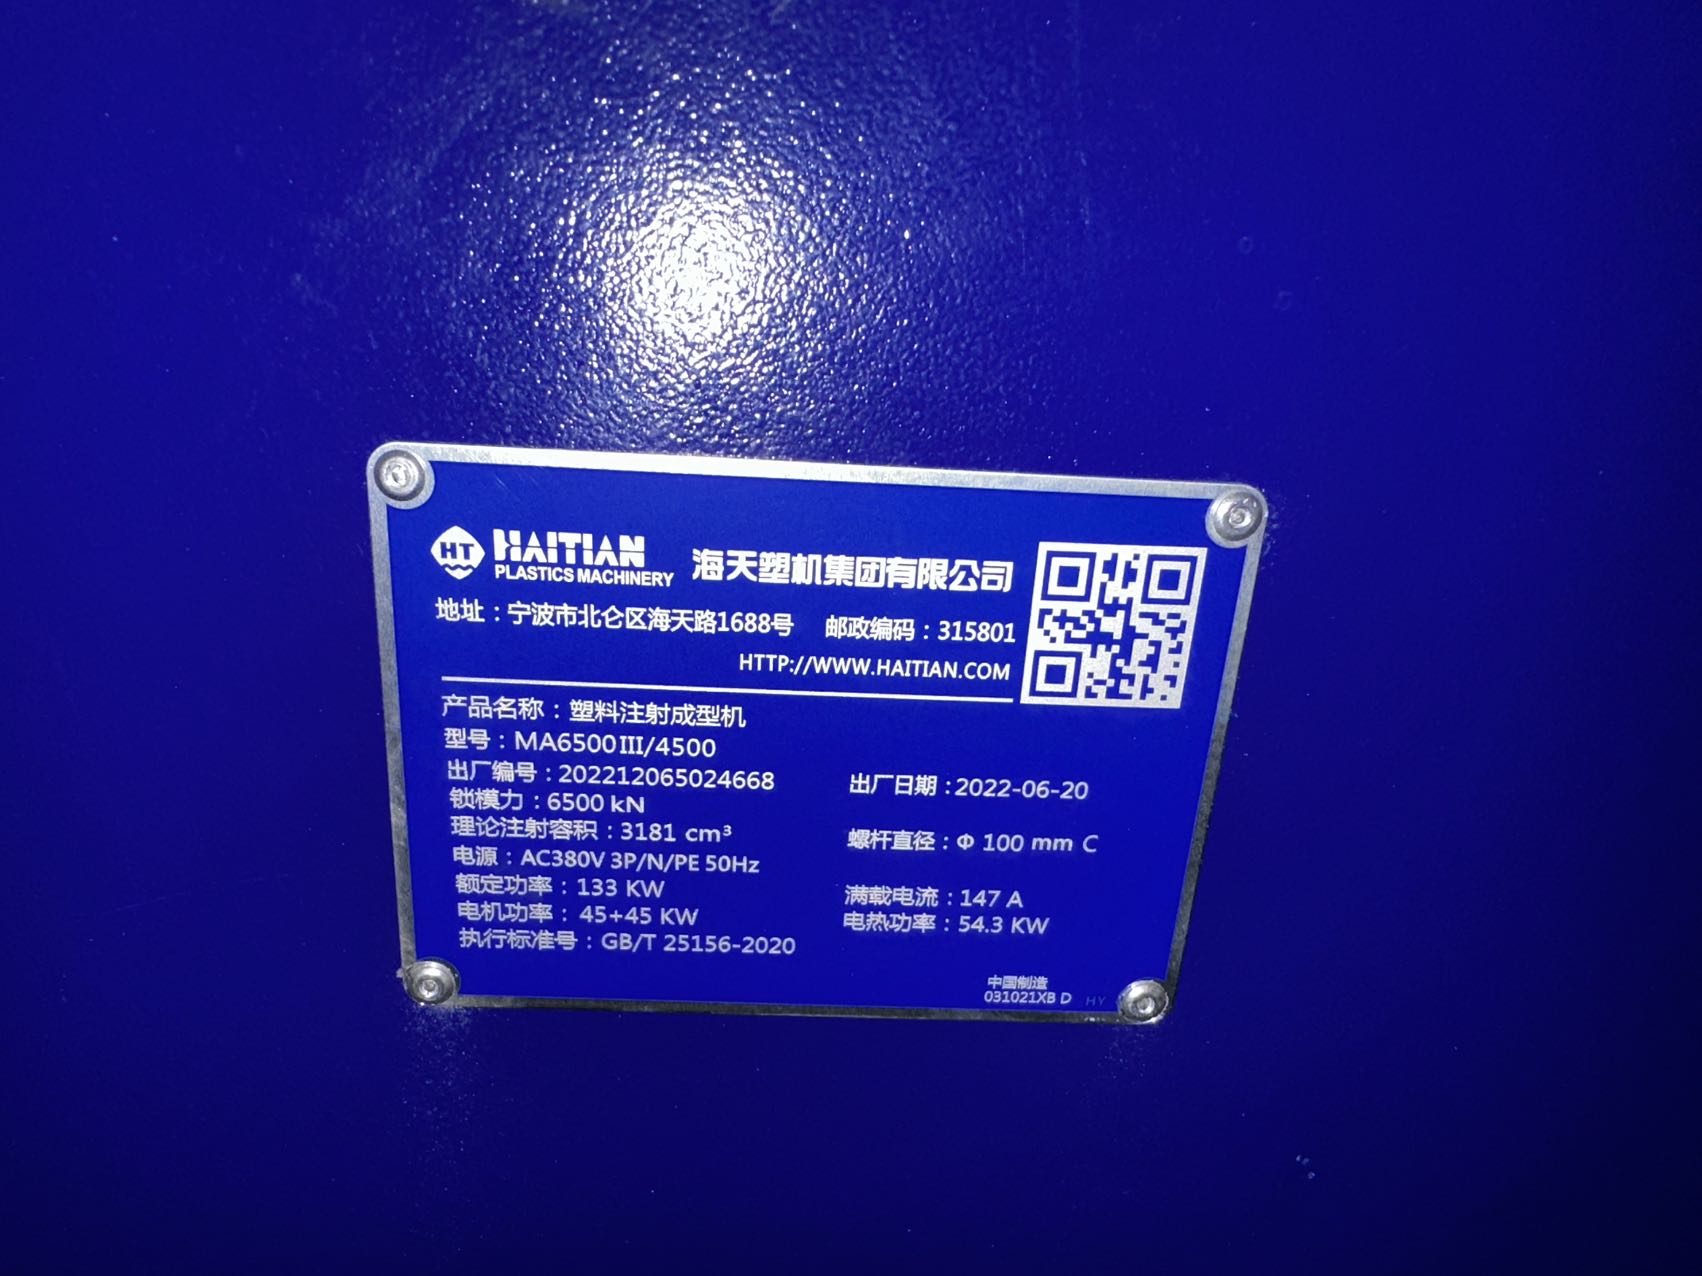 HT HAITIAN
PLASTICS MACHINERY
海天塑机集团有限公司
地址：宁波市北仑区海天路1688号 邮政编码：315801
HTTP://WWW.HAITIAN.COM
产品名称：塑料注射成型机
型号：MA6500III/4500
出厂编号：202212065024668 出厂日期：2022-06-20
锁模力：6500 kN
理论注射容积：3181 cm³ 螺杆直径：Φ 100 mm C
电源：AC380V 3P/N/PE 50Hz
额定功率：133 KW 满载电流：147 A
电机功率：45+45 KW 电热功率：54.3 KW
执行标准号：GB/T 25156-2020
中国制造
031021XB D HY